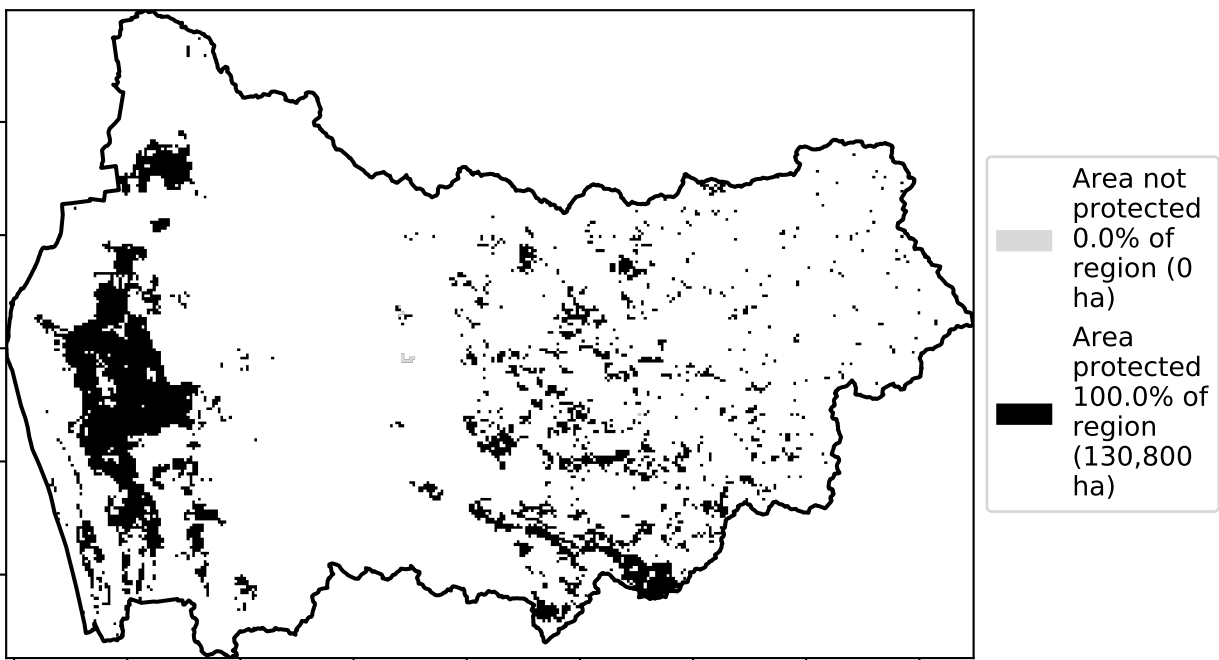 Area not
protected
0.0% of
region (0
ha)
Area
protected
100.0% of
region
(130,800
ha)